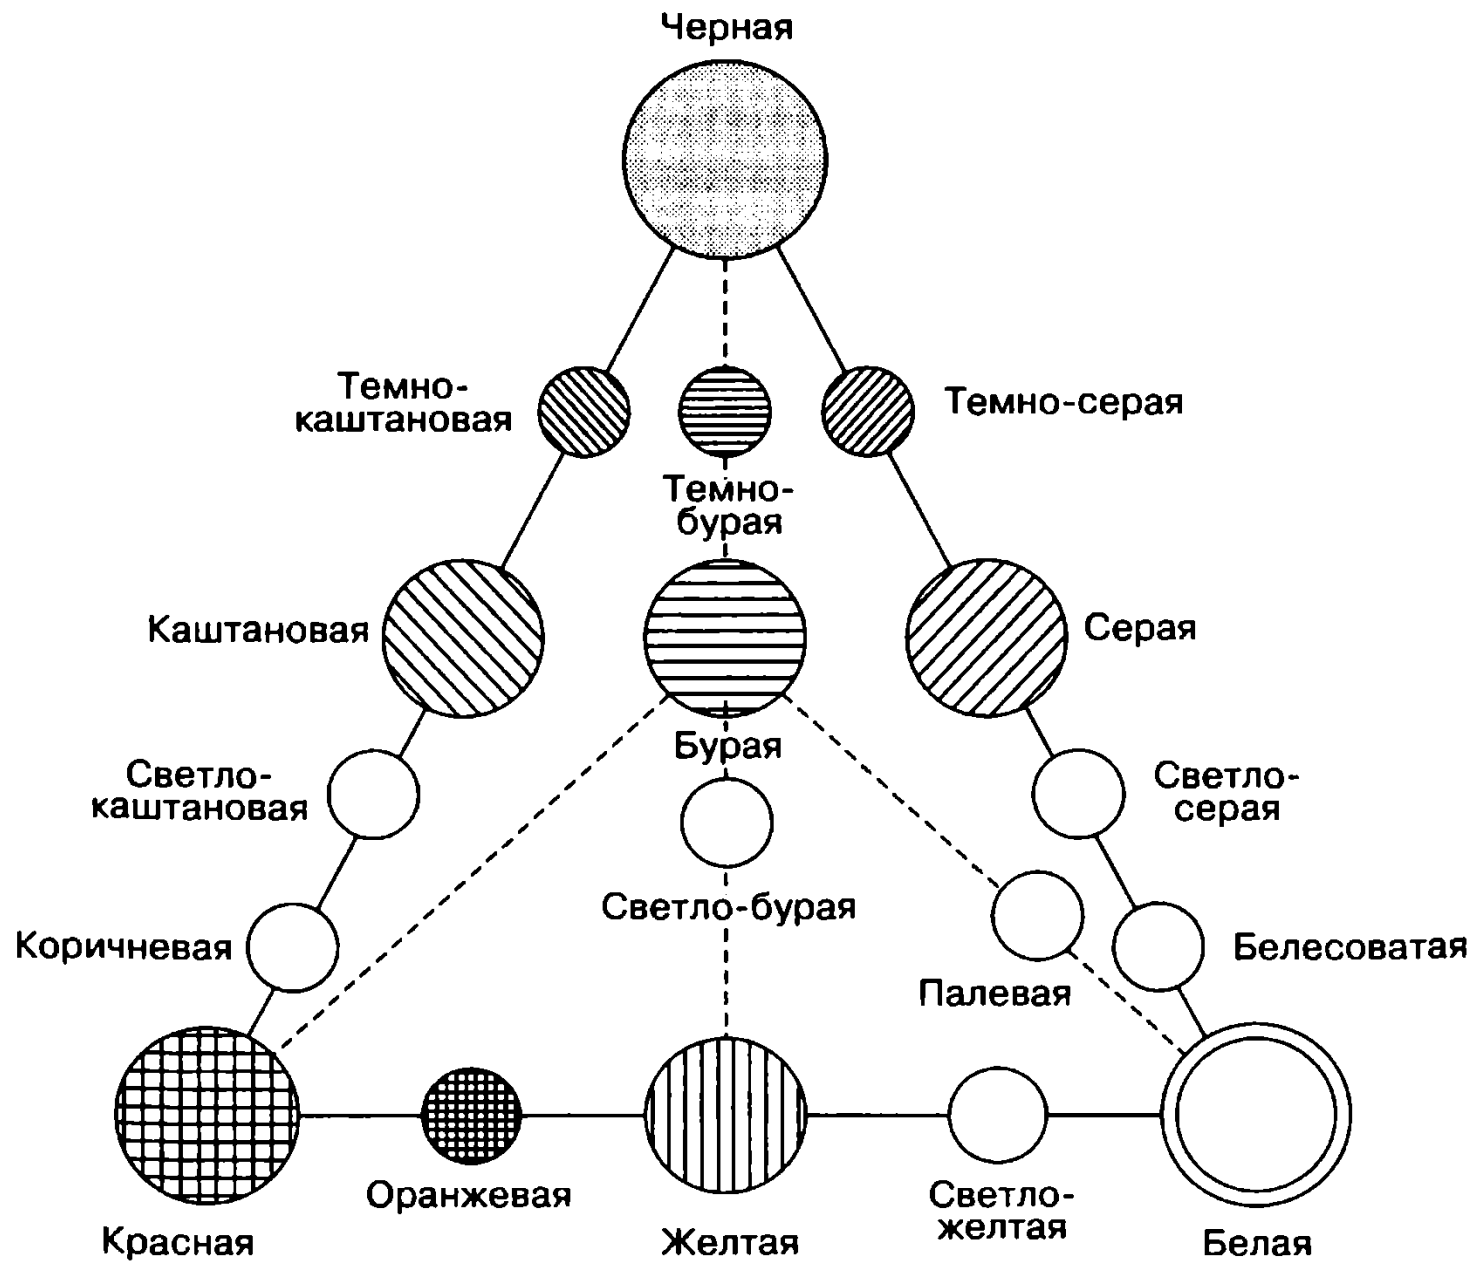 Черная
Темно-
каштановая
Темно-серая
Темно-
бурая
Каштановая
Серая
Бурая
Светло-
каштановая
Светло-
серая
Светло-бурая
Коричневая
Белесоватая
Палевая
Оранжевая
Светло-
желтая
Красная
Желтая
Белая